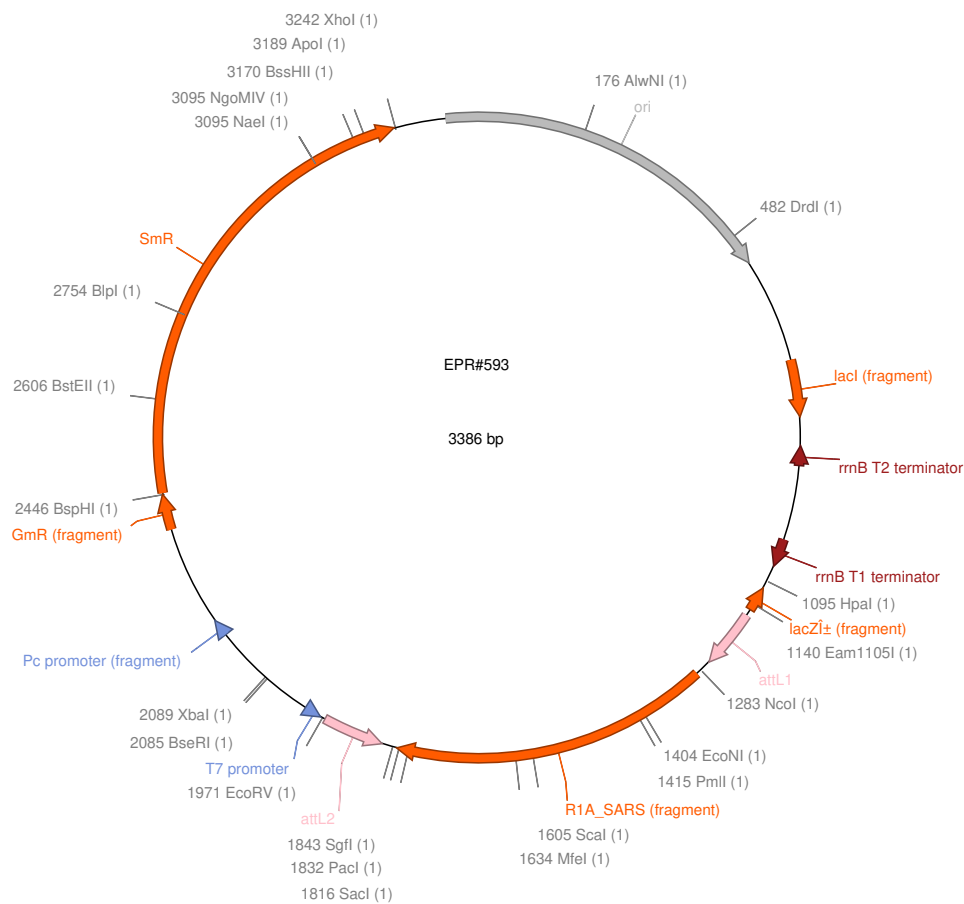 3242 XhoI (1)
3189 ApoI (1)
3170 BssHII (1)
3095 NgoMIV (1)
3095 NaeI (1)
176 AlwNI (1)
ori
482 DrdI (1)
SmR
2754 BlpI (1)
EPR#593
lacI (fragment)
2606 BstEII (1)
3386 bp
rrnB T2 terminator
2446 BspHI (1)
GmR (fragment)
rrnB T1 terminator
1095 HpaI (1)
lacZÎ± (fragment)
1140 Eam1105I (1)
Pc promoter (fragment)
attL1
1283 NcoI (1)
2089 XbaI (1)
2085 BseRI (1)
1404 EcoNI (1)
T7 promoter
1415 PmlI (1)
1971 EcoRV (1)
attL2
R1A_SARS (fragment)
1843 SgfI (1)
1605 ScaI (1)
1832 PacI (1)
1634 MfeI (1)
1816 SacI (1)